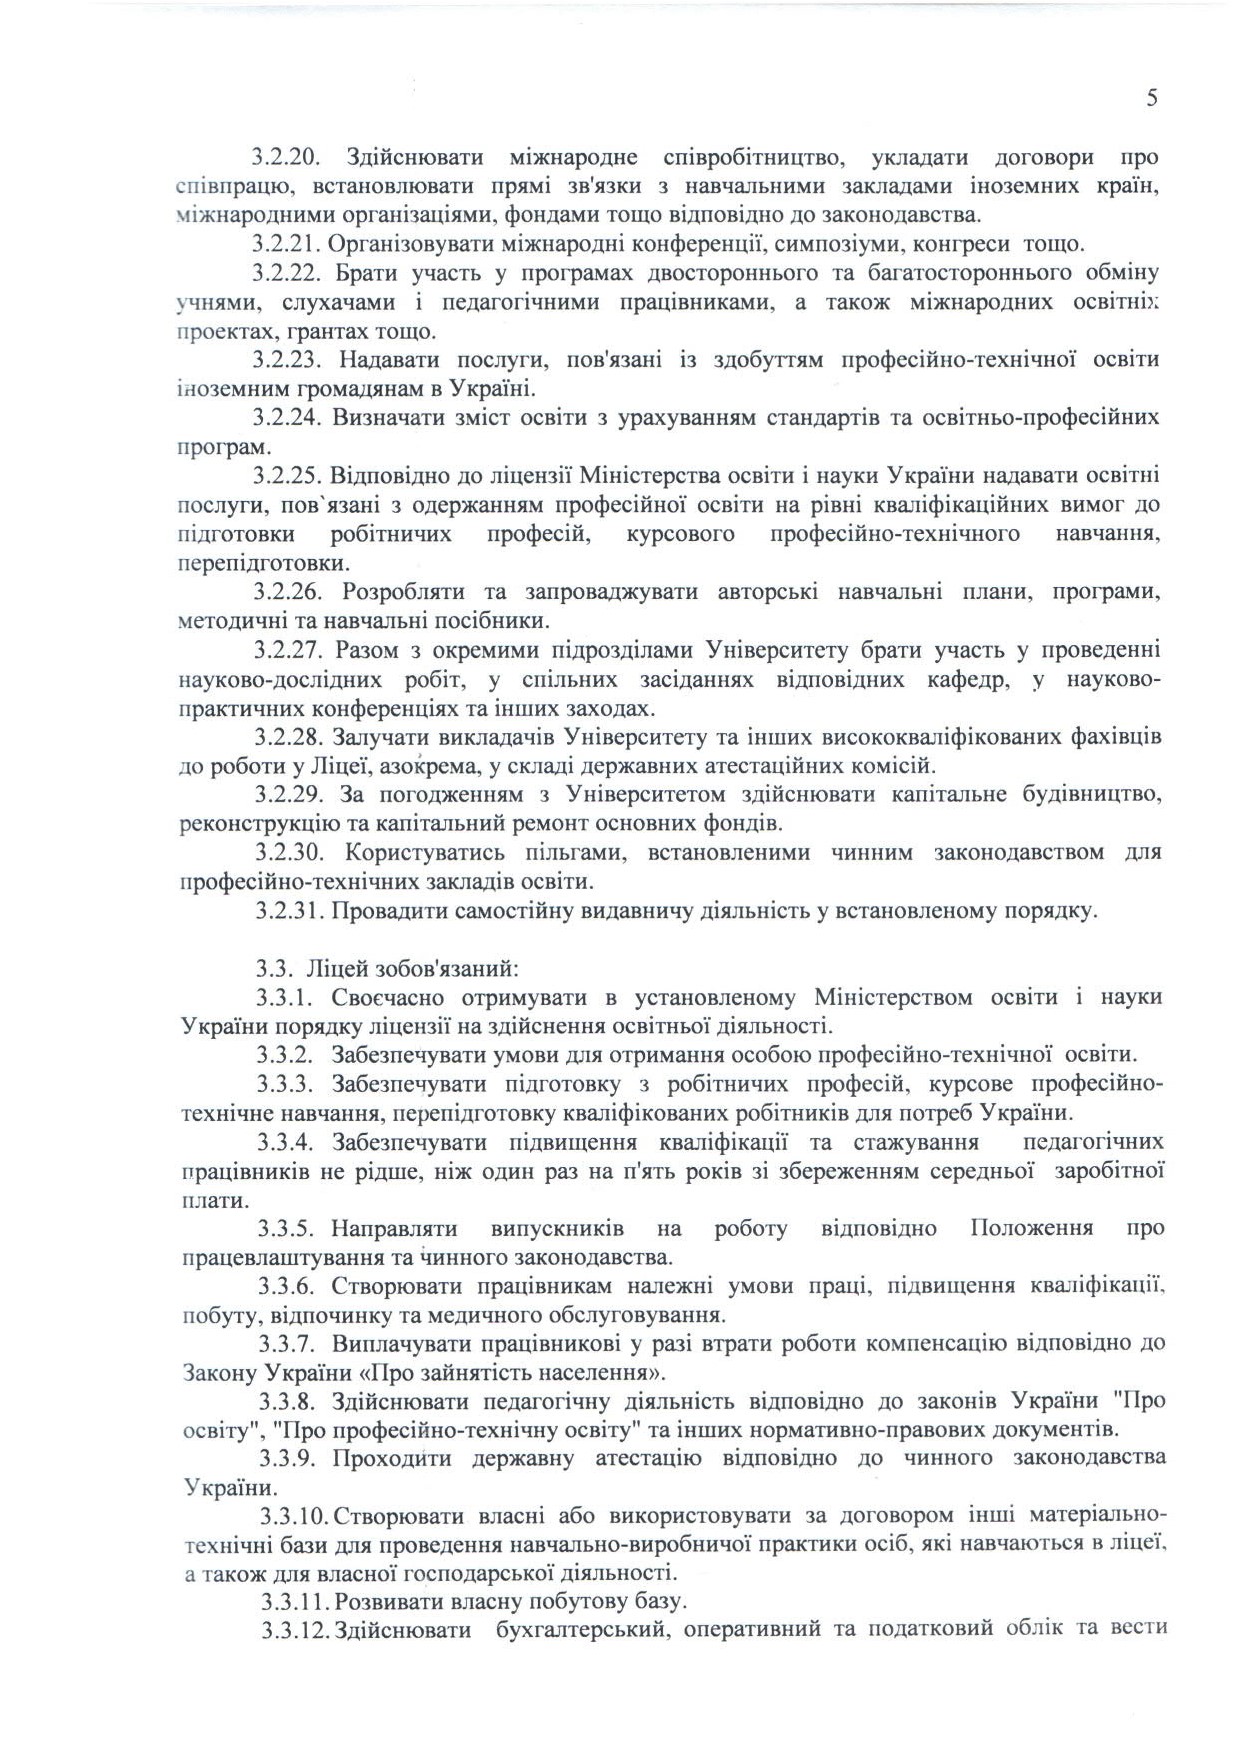 5
3.2.20. Здійснювати міжнародне співробітництво, укладати договори про
співпрацю, встановлювати прямі зв'язки з навчальними закладами іноземних країн,
міжнародними організаціями, фондами тощо відповідно до законодавства.
3.2.21. Організовувати міжнародні конференції, симпозіуми, конгреси тощо.
3.2.22. Брати участь у програмах двостороннього та багатостороннього обміну
учнями, слухачами і педагогічними працівниками, а також міжнародних освітніх
проектах, грантах тощо.
3.2.23. Надавати послуги, пов'язані із здобуттям професійно-технічної освіти
іноземним громадянам в Україні.
3.2.24. Визначати зміст освіти з урахуванням стандартів та освітньо-професійних
програм.
3.2.25. Відповідно до ліцензії Міністерства освіти і науки України надавати освітні
послуги, пов`язані з одержанням професійної освіти на рівні кваліфікаційних вимог до
підготовки робітничих професій, курсового професійно-технічного навчання,
перепідготовки.
3.2.26. Розробляти та запроваджувати авторські навчальні плани, програми,
методичні та навчальні посібники.
3.2.27. Разом з окремими підрозділами Університету брати участь у проведенні
науково-дослідних робіт, у спільних засіданнях відповідних кафедр, у науково-
практичних конференціях та інших заходах.
3.2.28. Залучати викладачів Університету та інших висококваліфікованих фахівців
до роботи у Ліцеї, азокрема, у складі державних атестаційних комісій.
3.2.29. За погодженням з Університетом здійснювати капітальне будівництво,
реконструкцію та капітальний ремонт основних фондів.
3.2.30. Користуватись пільгами, встановленими чинним законодавством для
професійно-технічних закладів освіти.
3.2.31. Провадити самостійну видавничу діяльність у встановленому порядку.
3.3. Ліцей зобов'язаний:
3.3.1. Своєчасно отримувати в установленому Міністерством освіти і науки
України порядку ліцензії на здійснення освітньої діяльності.
3.3.2. Забезпечувати умови для отримання особою професійно-технічної освіти.
3.3.3. Забезпечувати підготовку з робітничих професій, курсове професійно-
технічне навчання, перепідготовку кваліфікованих робітників для потреб України.
3.3.4. Забезпечувати підвищення кваліфікації та стажування педагогічних
працівників не рідше, ніж один раз на п'ять років зі збереженням середньої заробітної
плати.
3.3.5. Направляти випускників на роботу відповідно Положення про
працевлаштування та чинного законодавства.
3.3.6. Створювати працівникам належні умови праці, підвищення кваліфікації,
побуту, відпочинку та медичного обслуговування.
3.3.7. Виплачувати працівникові у разі втрати роботи компенсацію відповідно до
Закону України «Про зайнятість населення».
3.3.8. Здійснювати педагогічну діяльність відповідно до законів України "Про
освіту", "Про професійно-технічну освіту" та інших нормативно-правових документів.
3.3.9. Проходити державну атестацію відповідно до чинного законодавства
України.
3.3.10. Створювати власні або використовувати за договором інші матеріально-
технічні бази для проведення навчально-виробничої практики осіб, які навчаються в ліцеї,
а також для власної господарської діяльності.
3.3.11. Розвивати власну побутову базу.
3.3.12. Здійснювати бухгалтерський, оперативний та податковий облік та вести